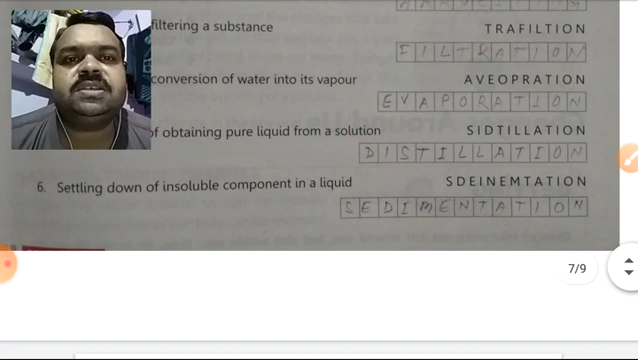 filtering a substance TRAFILTION
FILTRATION
conversion of water into its vapour AVEOPRATION
EVAPORATION
of obtaining pure liquid from a solution SIDTILLATION
DISTILLATION
6. Settling down of insoluble component in a liquid SDEINEMTATION
SEDIMENTATION
7/9